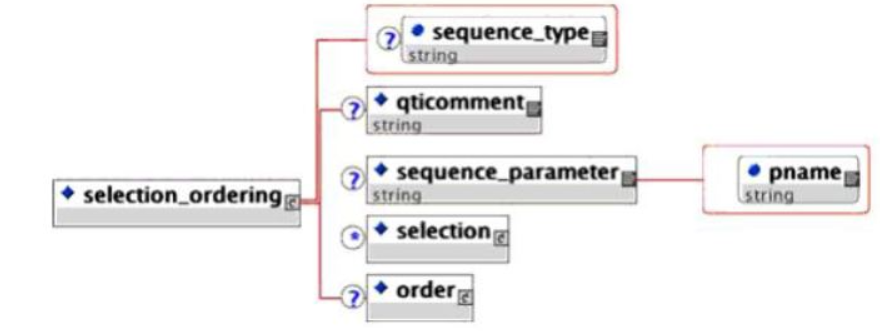 ? sequence_type
string
? qticomment
string
selection_ordering
? sequence_parameter
string
pname
string
* selection
? order